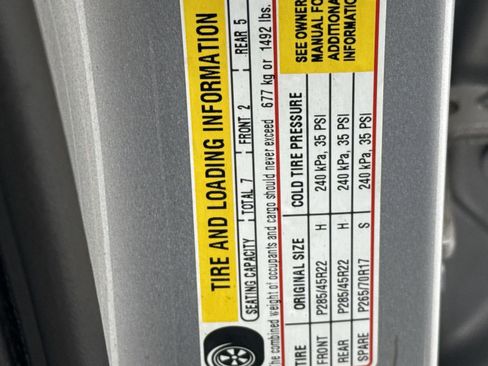 TIRE AND LOADING INFORMATION
SEATING CAPACITY TOTAL 7 FRONT 2 REAR 5
he combined weight of occupants and cargo should never exceed 677 kg or 1492 lbs.
TIRE ORIGINAL SIZE COLD TIRE PRESSURE
FRONT P285/45R22 H 240 kPa, 35 PSI
REAR P285/45R22 H 240 kPa, 35 PSI
SPARE P265/70R17 S 240 kPa, 35 PSI
SEE OWNER
MANUAL FO
ADDITIONA
INFORMATION